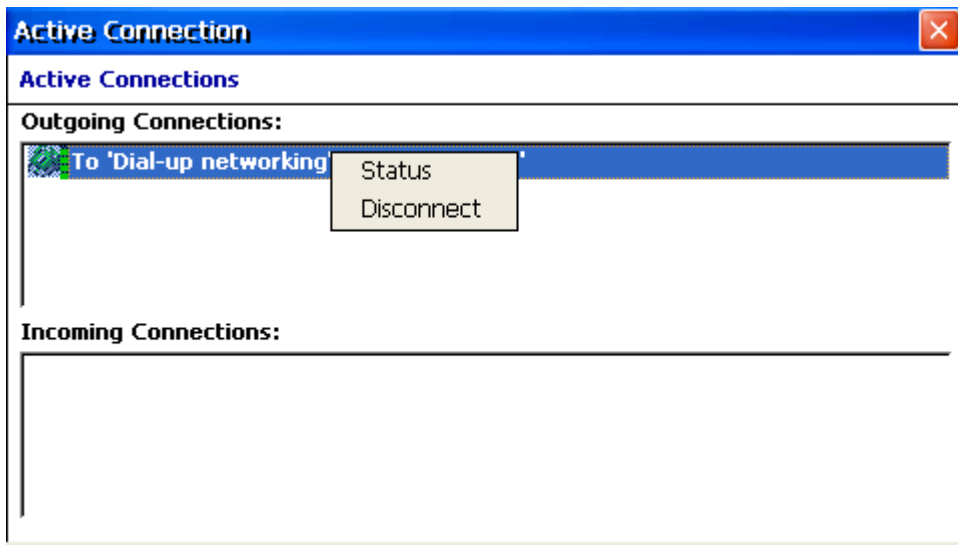 Active Connection
Active Connections
Outgoing Connections:
To 'Dial-up networking' '
Status
Disconnect
Incoming Connections: